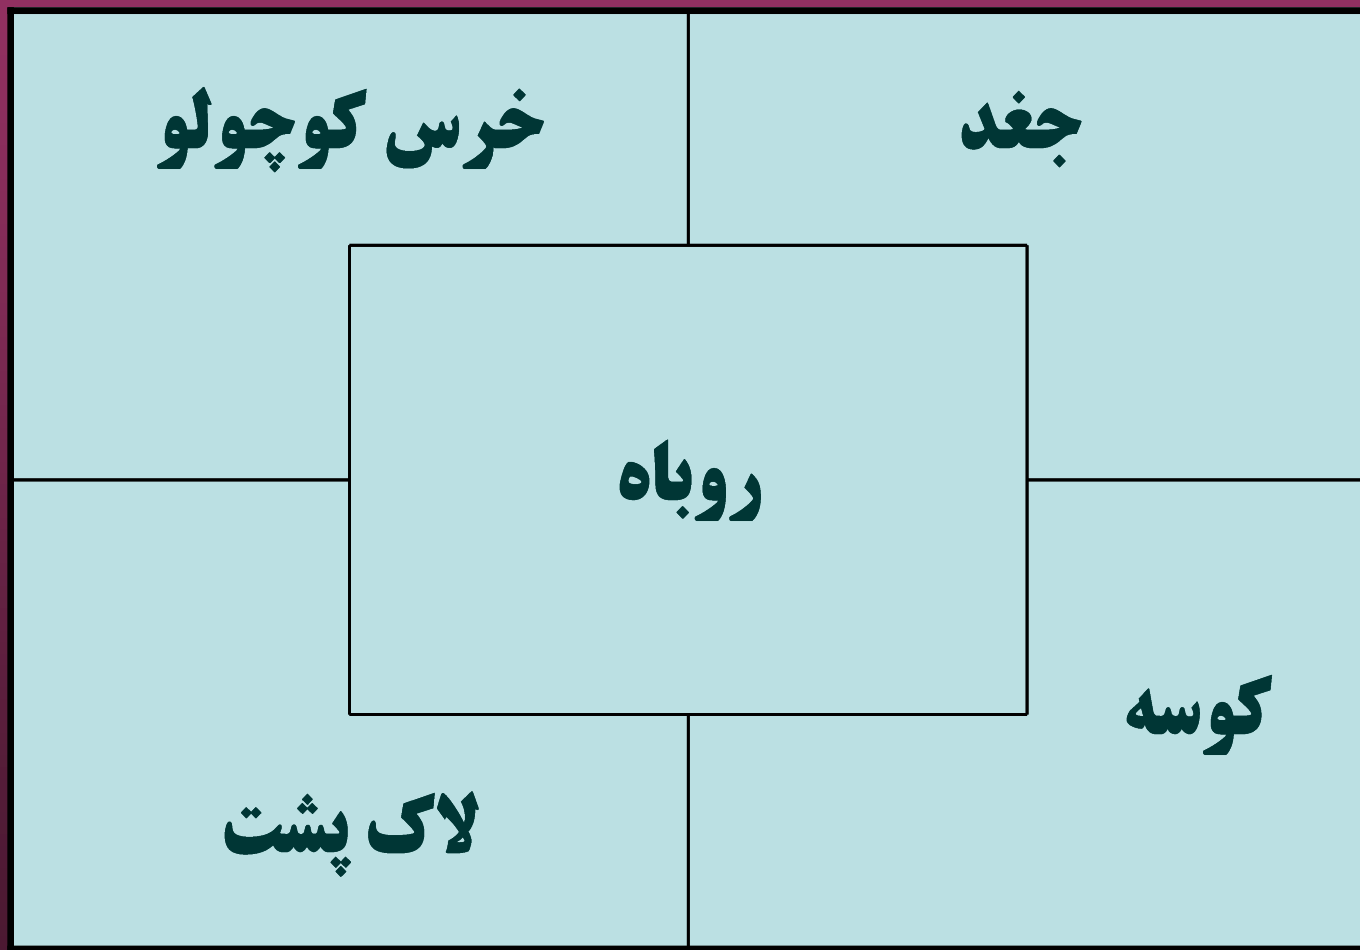 جغد
خرس کوچولو
روباه
کوسه
لاک پشت